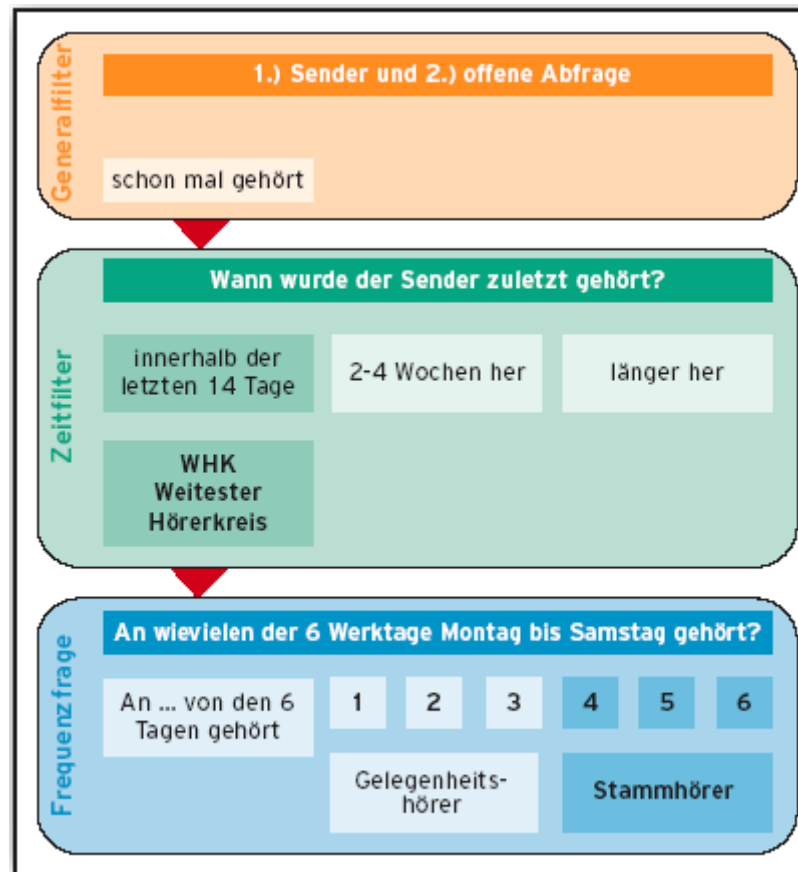 Generalfilter
1.) Sender und 2.) offene Abfrage
schon mal gehört
Zeitfilter
Wann wurde der Sender zuletzt gehört?
innerhalb der
letzten 14 Tage
2-4 Wochen her
länger her
WHK
Weitester
Hörerkreis
Frequenzfrage
An wievielen der 6 Werktage Montag bis Samstag gehört?
An ... von den 6
Tagen gehört
1 2 3 4 5 6
Gelegenheits-
hörer
Stammhörer